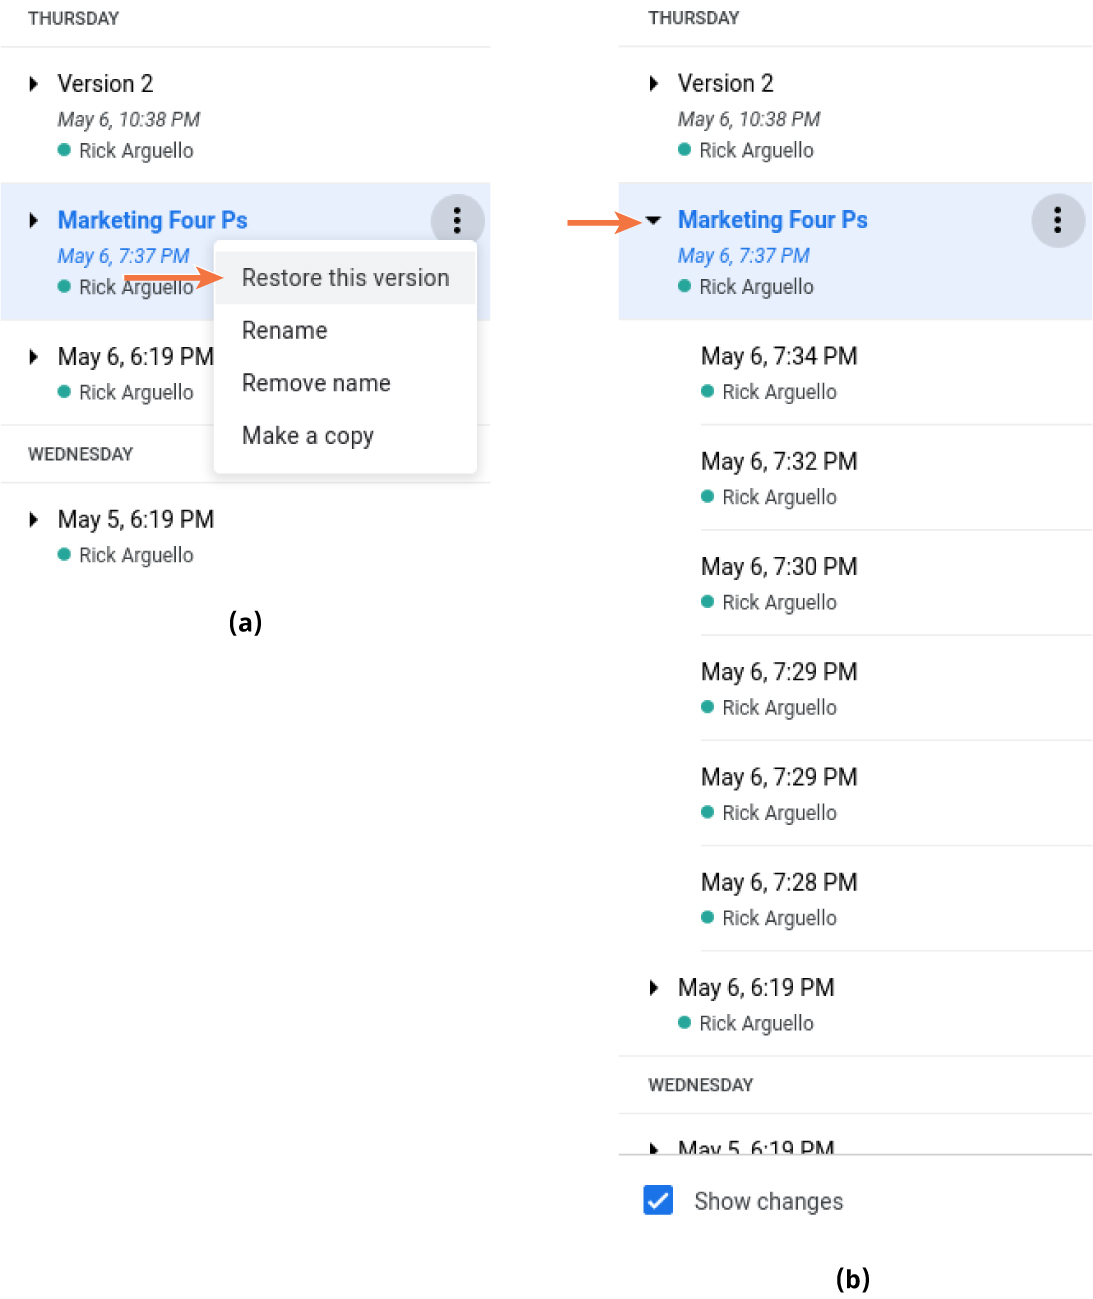 THURSDAY
Version 2
May 6, 10:38 PM
Rick Arguello
Marketing Four Ps
May 6, 7:37 PM
Rick Arguello
Restore this version
Rename
Remove name
Make a copy
May 6, 6:19 PM
Rick Arguello
WEDNESDAY
May 5, 6:19 PM
Rick Arguello
(a)
THURSDAY
Version 2
May 6, 10:38 PM
Rick Arguello
Marketing Four Ps
May 6, 7:37 PM
Rick Arguello
May 6, 7:34 PM
Rick Arguello
May 6, 7:32 PM
Rick Arguello
May 6, 7:30 PM
Rick Arguello
May 6, 7:29 PM
Rick Arguello
May 6, 7:29 PM
Rick Arguello
May 6, 7:28 PM
Rick Arguello
May 6, 6:19 PM
Rick Arguello
WEDNESDAY
May 5, 6:19 PM
Show changes
(b)